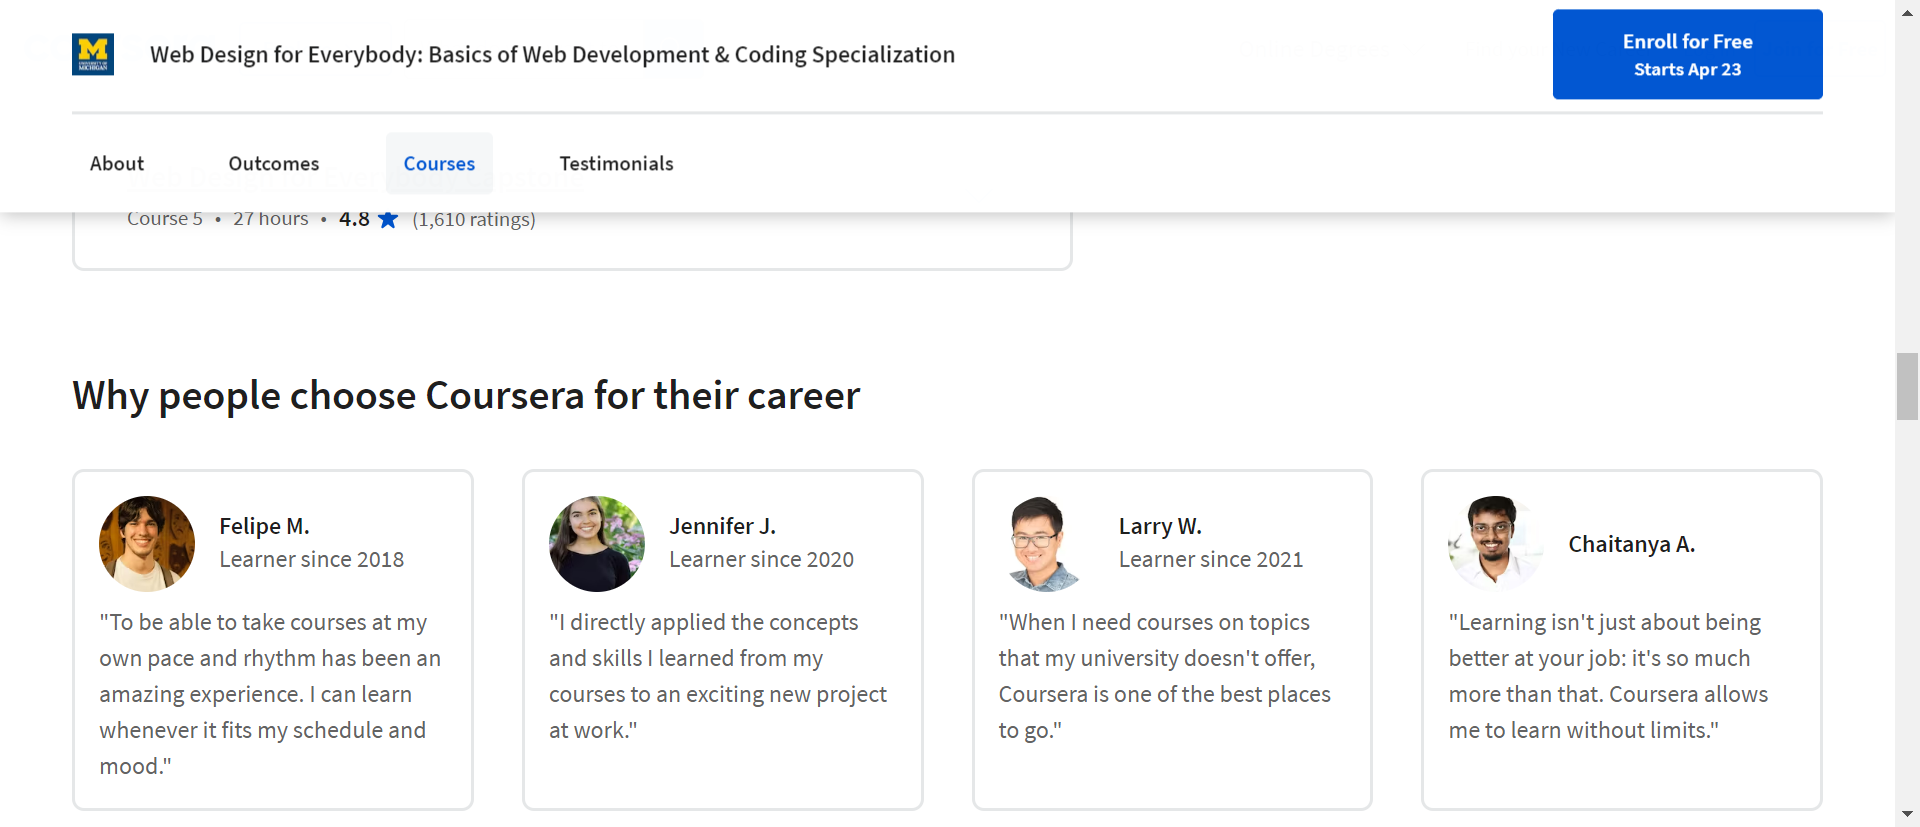 M
UNIVERSITY OF
MICHIGAN
Web Design for Everybody: Basics of Web Development & Coding Specialization
Enroll for Free
Starts Apr 23
About
Outcomes
Courses
Testimonials
Course 5 • 27 hours • 4.8 ★ (1,610 ratings)
Why people choose Coursera for their career
Felipe M.
Learner since 2018
"To be able to take courses at my
own pace and rhythm has been an
amazing experience. I can learn
whenever it fits my schedule and
mood."
Jennifer J.
Learner since 2020
"I directly applied the concepts
and skills I learned from my
courses to an exciting new project
at work."
Larry W.
Learner since 2021
"When I need courses on topics
that my university doesn't offer,
Coursera is one of the best places
to go."
Chaitanya A.
"Learning isn't just about being
better at your job: it's so much
more than that. Coursera allows
me to learn without limits."